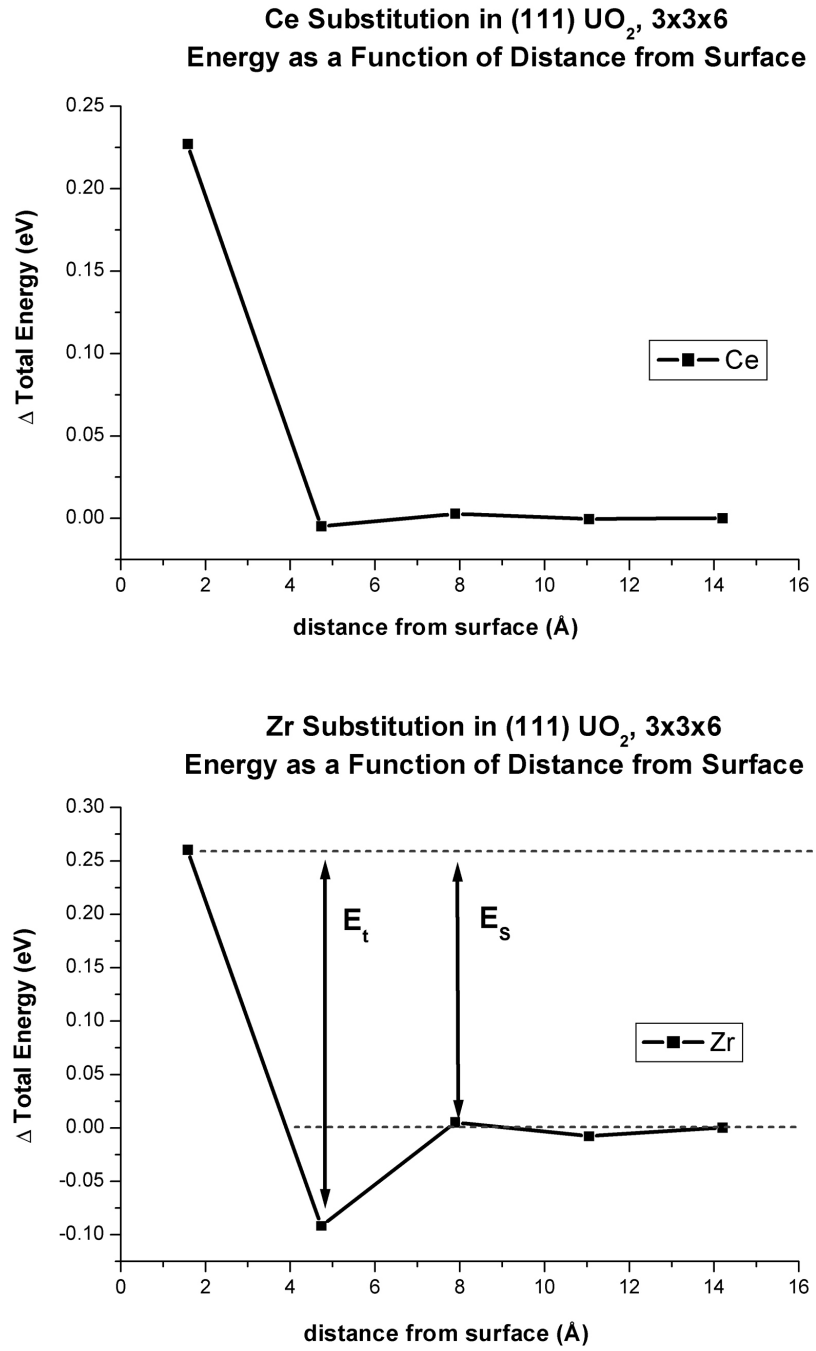 Ce Substitution in (111) UO₂, 3x3x6
Energy as a Function of Distance from Surface
0.25
0.20
0.15
0.10
0.05
0.00
Δ Total Energy (eV)
Ce
0 2 4 6 8 10 12 14 16
distance from surface (Å)
Zr Substitution in (111) UO₂, 3x3x6
Energy as a Function of Distance from Surface
0.30
0.25
0.20
0.15
0.10
0.05
0.00
-0.05
-0.10
Δ Total Energy (eV)
Eₜ
Eₛ
Zr
0 2 4 6 8 10 12 14 16
distance from surface (Å)